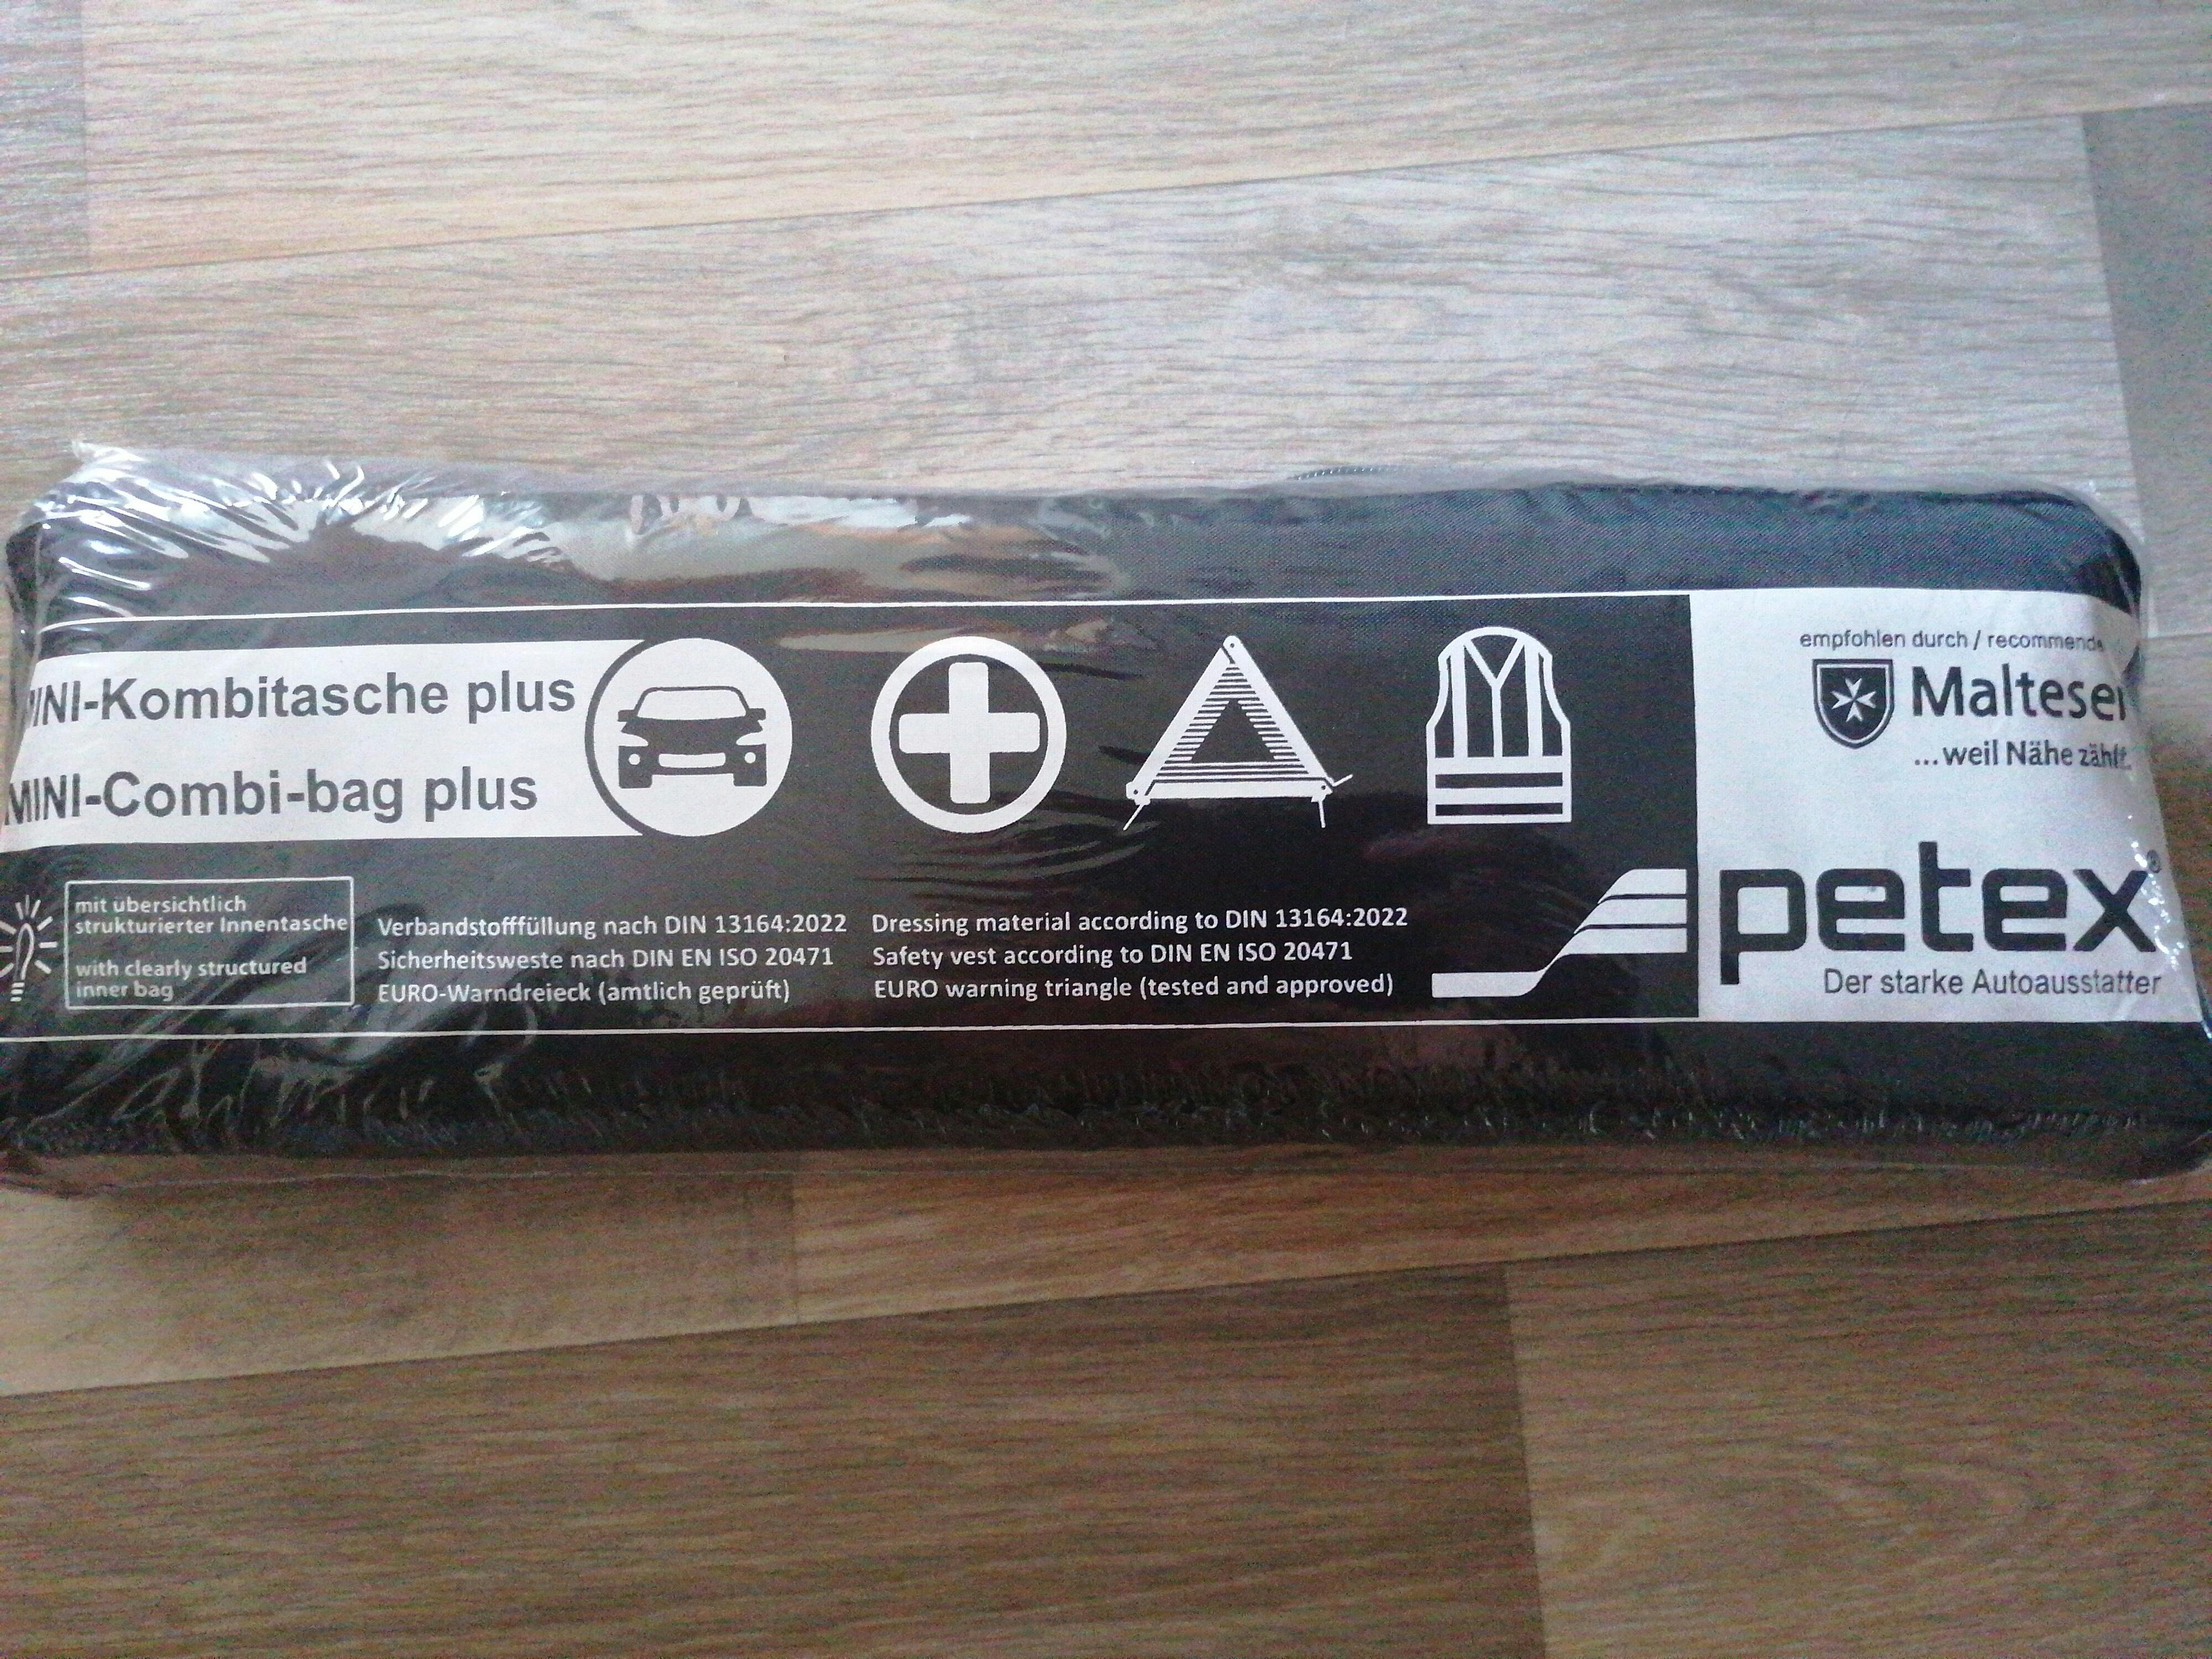 MINI-Kombitasche plus
MINI-Combi-bag plus
mit übersichtlich
strukturierter Innentasche
with clearly structured
inner bag
Verbandstofffüllung nach DIN 13164:2022
Sicherheitsweste nach DIN EN ISO 20471
EURO-Warndreieck (amtlich geprüft)
Dressing material according to DIN 13164:2022
Safety vest according to DIN EN ISO 20471
EURO warning triangle (tested and approved)
empfohlen durch / recommende
Malteser
...weil Nähe zählt.
petex®
Der starke Autoausstatter